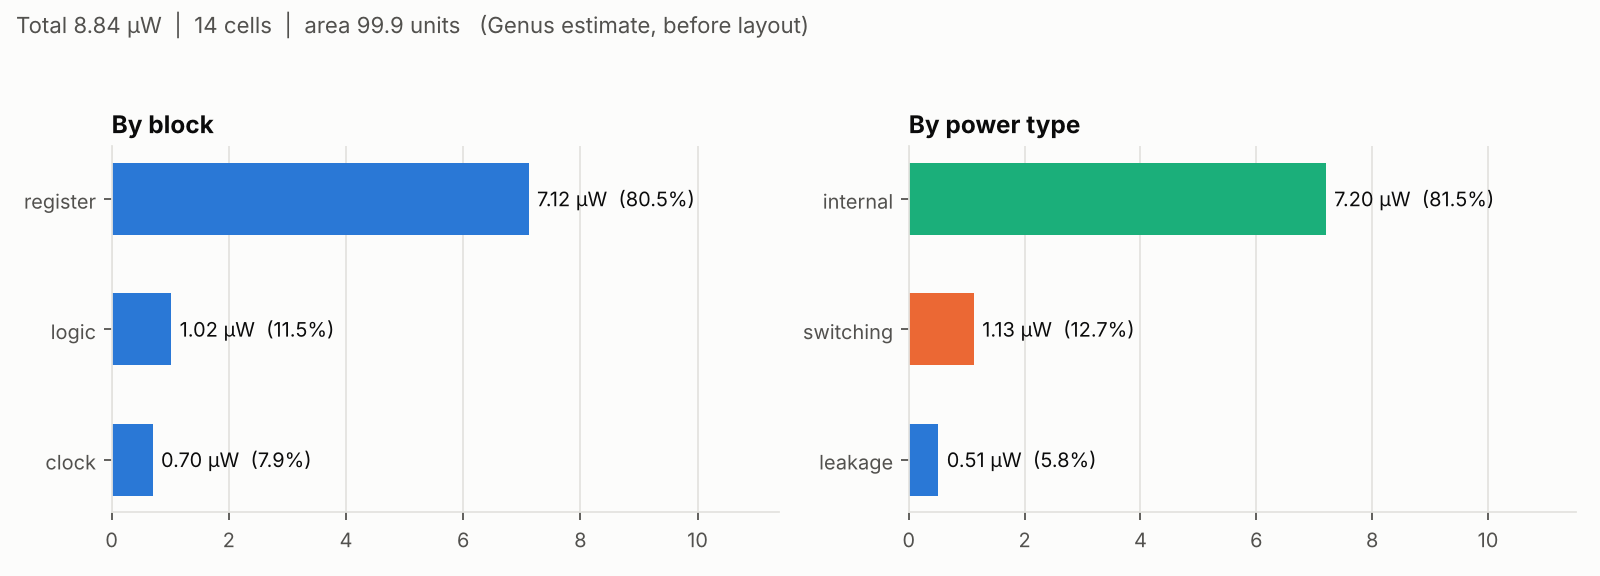 Total 8.84 µW | 14 cells | area 99.9 units (Genus estimate, before layout)
By block
register 7.12 µW (80.5%)
logic 1.02 µW (11.5%)
clock 0.70 µW (7.9%)
0 2 4 6 8 10
By power type
internal 7.20 µW (81.5%)
switching 1.13 µW (12.7%)
leakage 0.51 µW (5.8%)
0 2 4 6 8 10